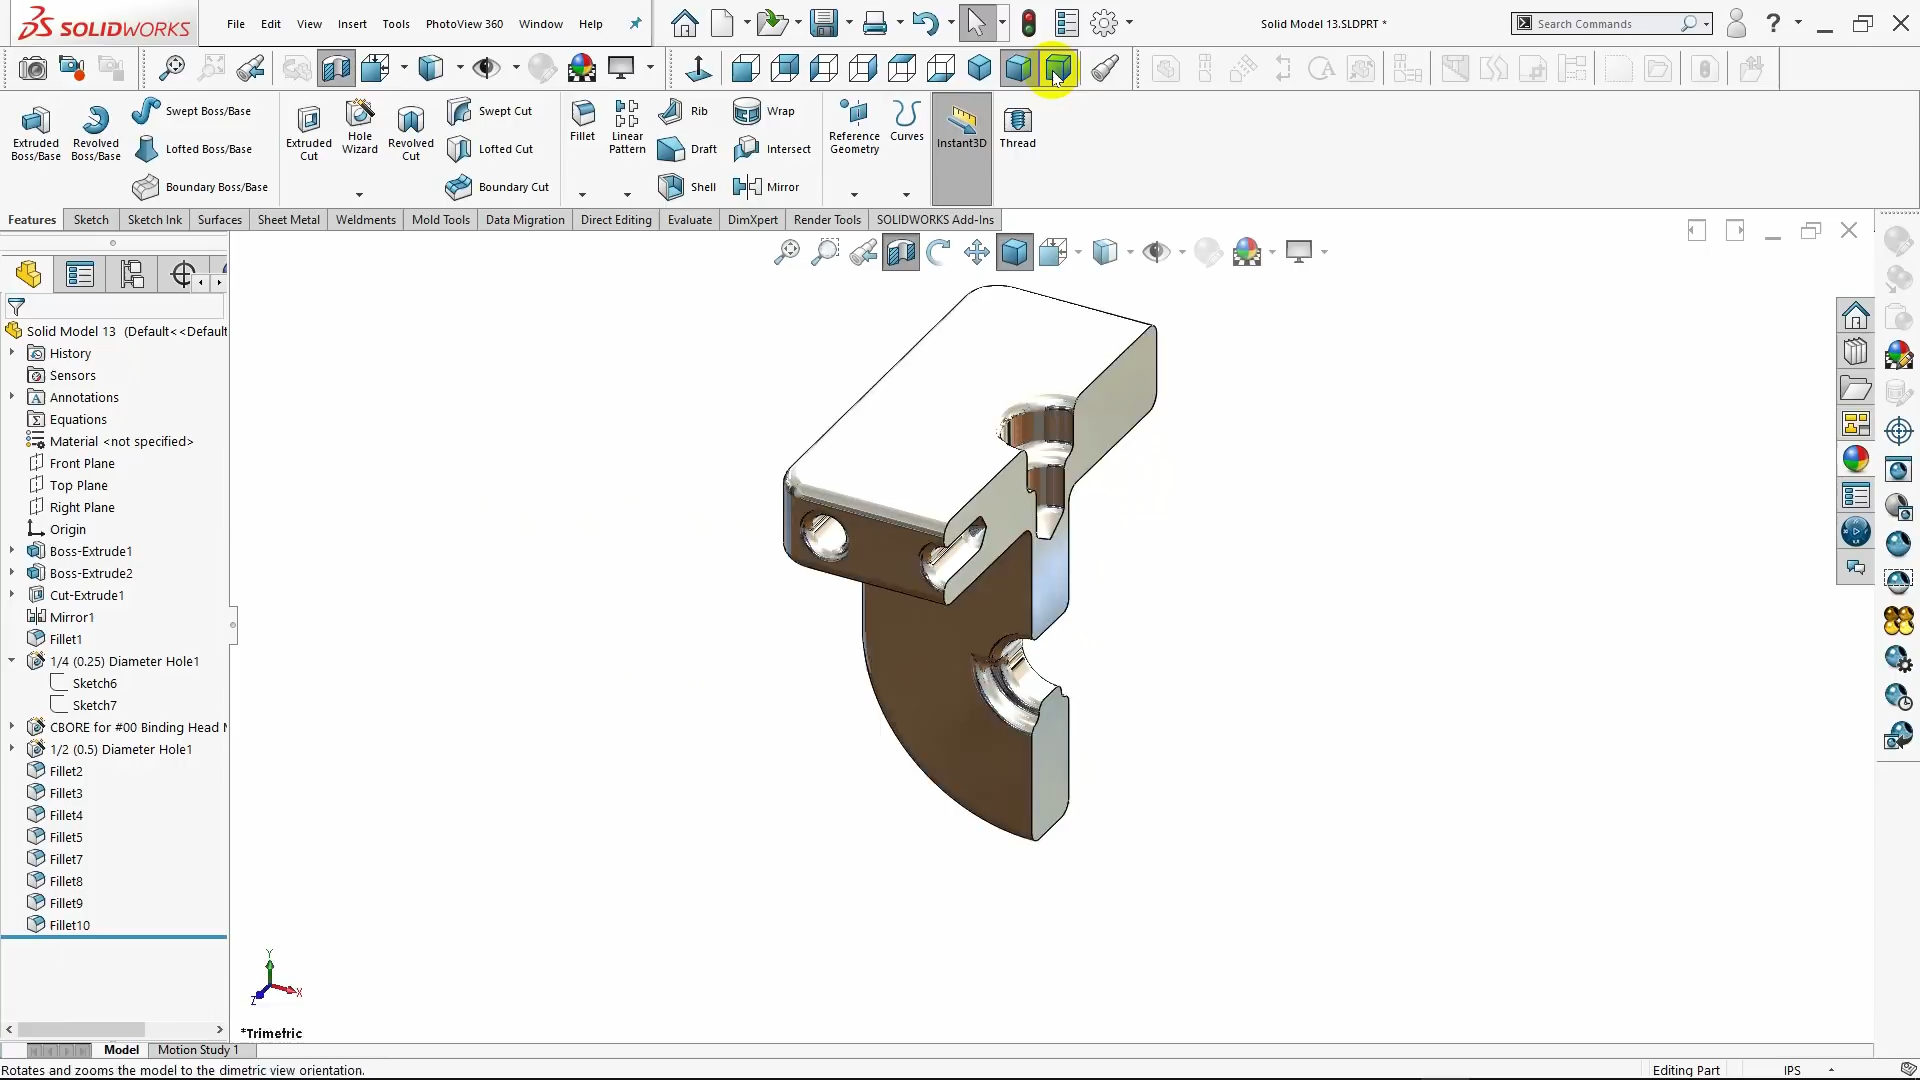 SOLIDWORKS
File Edit View Insert Tools PhotoView 360 Window Help
Solid Model 13.SLDPRT *
Search Commands
?
Extruded Boss/Base
Revolved Boss/Base
Swept Boss/Base
Lofted Boss/Base
Boundary Boss/Base
Extruded Cut
Hole Wizard
Revolved Cut
Swept Cut
Lofted Cut
Boundary Cut
Fillet
Linear Pattern
Rib
Draft
Shell
Wrap
Intersect
Mirror
Reference Geometry
Curves
Instant3D
Thread
Features Sketch Sketch Ink Surfaces Sheet Metal Weldments Mold Tools Data Migration Direct Editing Evaluate DimXpert Render Tools SOLIDWORKS Add-Ins
Solid Model 13 (Default<<Default
History
Sensors
Annotations
Equations
Material <not specified>
Front Plane
Top Plane
Right Plane
Origin
Boss-Extrude1
Boss-Extrude2
Cut-Extrude1
Mirror1
Fillet1
1/4 (0.25) Diameter Hole1
Sketch6
Sketch7
CBORE for #00 Binding Head
1/2 (0.5) Diameter Hole1
Fillet2
Fillet3
Fillet4
Fillet5
Fillet7
Fillet8
Fillet9
Fillet10
Y
X
Z
*Trimetric
Model Motion Study 1
Rotates and zooms the model to the dimetric view orientation.
Editing Part
IPS